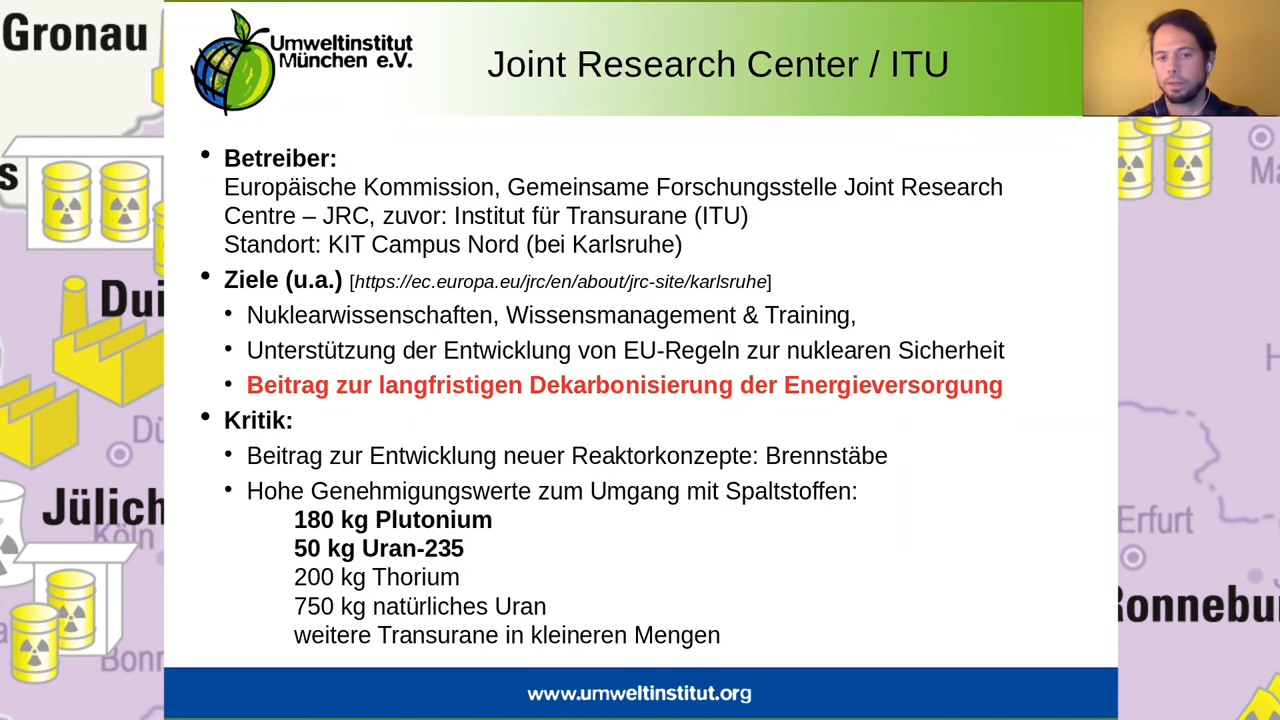 Gronau
Umweltinstitut
München e.V.
Joint Research Center / ITU
• Betreiber:
Europäische Kommission, Gemeinsame Forschungsstelle Joint Research
Centre – JRC, zuvor: Institut für Transurane (ITU)
Standort: KIT Campus Nord (bei Karlsruhe)
• Ziele (u.a.) [https://ec.europa.eu/jrc/en/about/jrc-site/karlsruhe]
• Nuklearwissenschaften, Wissensmanagement & Training,
• Unterstützung der Entwicklung von EU-Regeln zur nuklearen Sicherheit
• Beitrag zur langfristigen Dekarbonisierung der Energieversorgung
• Kritik:
• Beitrag zur Entwicklung neuer Reaktorkonzepte: Brennstäbe
• Hohe Genehmigungswerte zum Umgang mit Spaltstoffen:
180 kg Plutonium
50 kg Uran-235
200 kg Thorium
750 kg natürliches Uran
weitere Transurane in kleineren Mengen
www.umweltinstitut.org
Jülich
Köln
Erfurt